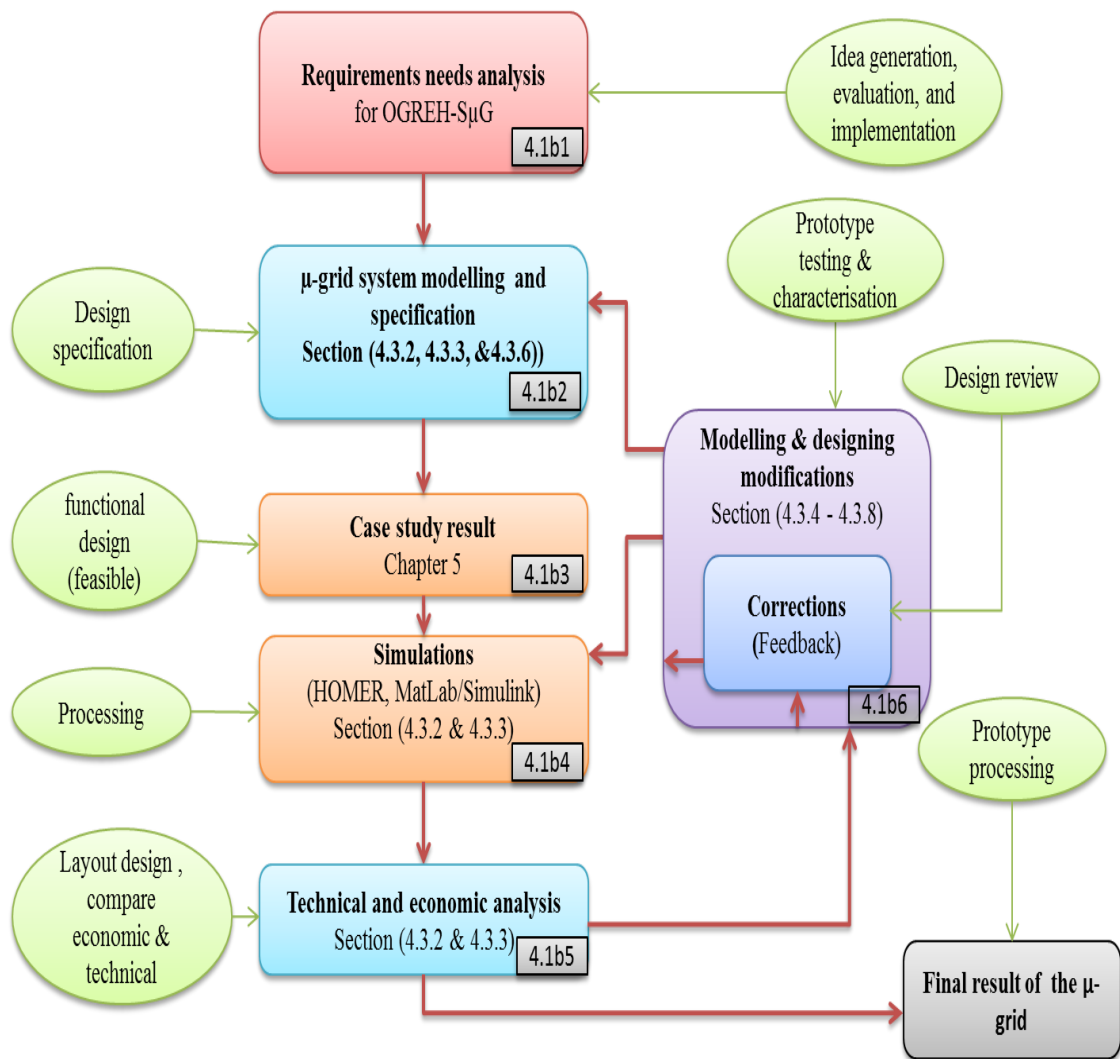 Requirements needs analysis
for OGREH-SµG
4.1b1
Idea generation,
evaluation, and
implementation
µ-grid system modelling and
specification
Section (4.3.2, 4.3.3, &4.3.6))
4.1b2
Design
specification
Prototype
testing &
characterisation
Design review
Modelling & designing
modifications
Section (4.3.4 - 4.3.8)
Corrections
(Feedback)
4.1b6
functional
design
(feasible)
Case study result
Chapter 5
4.1b3
Simulations
(HOMER, MatLab/Simulink)
Section (4.3.2 & 4.3.3)
4.1b4
Processing
Prototype
processing
Layout design ,
compare
economic &
technical
Technical and economic analysis
Section (4.3.2 & 4.3.3)
4.1b5
Final result of the µ-
grid